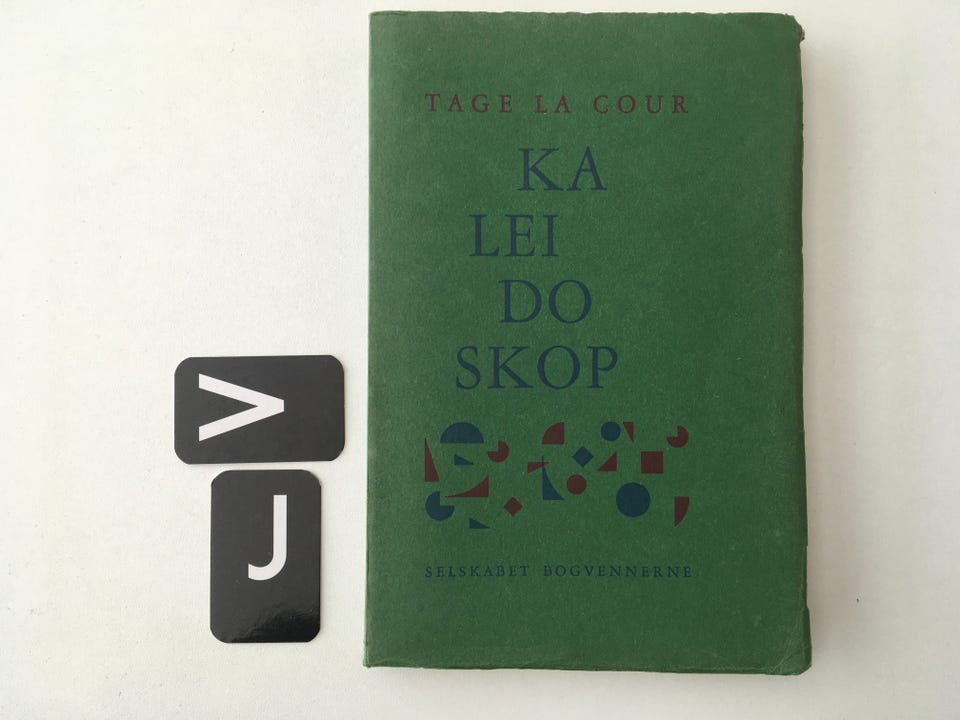 TAGE LA COUR
KA
LEI
DO
SKOP
SELSKABET BOGVENNERNE
V
J